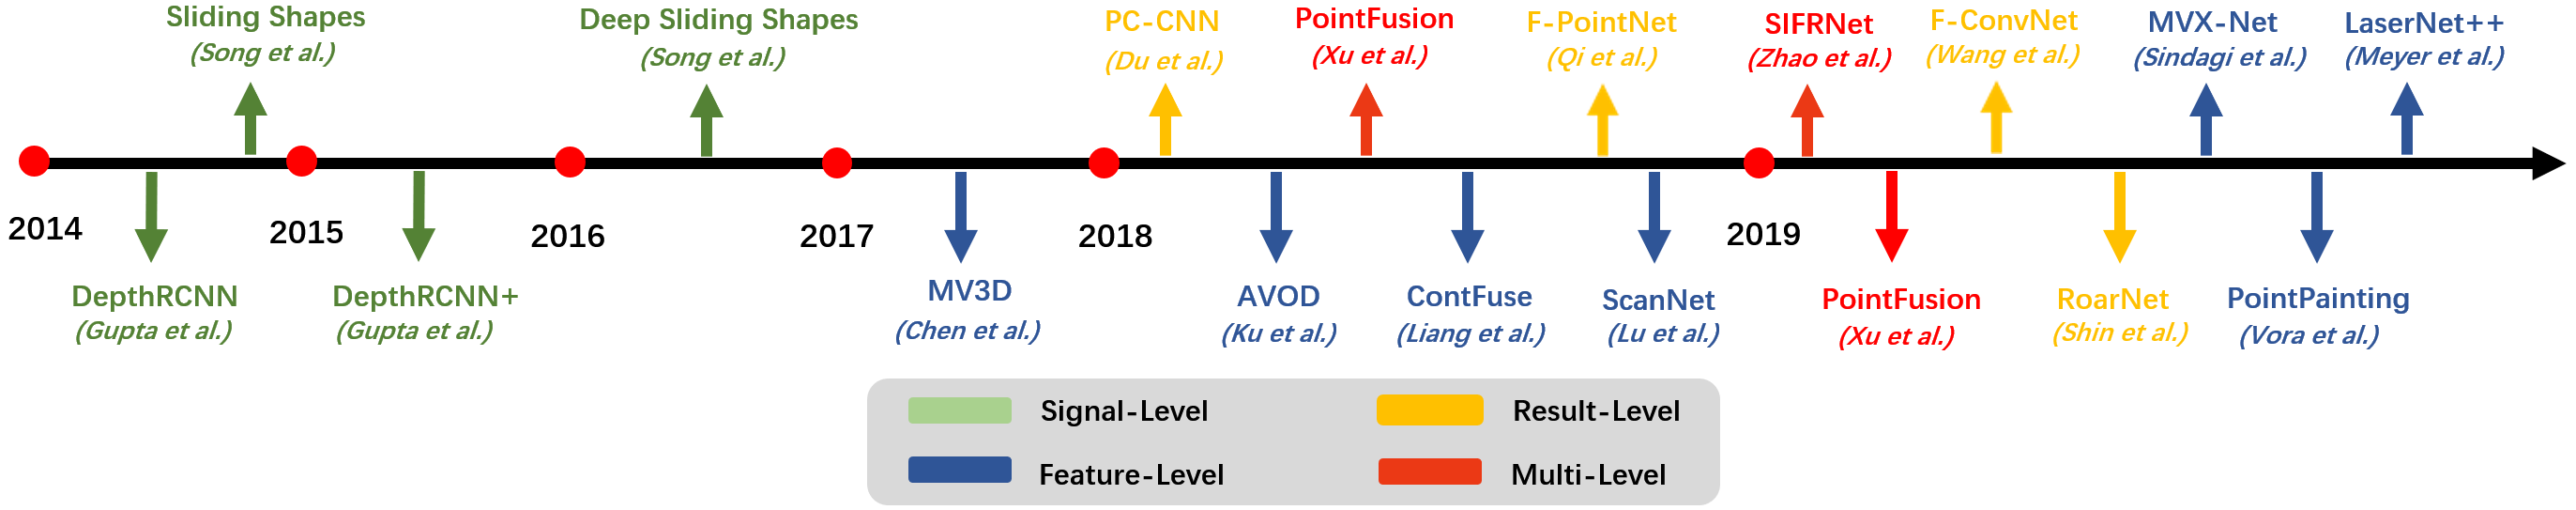 Sliding Shapes
(Song et al.)
Deep Sliding Shapes
(Song et al.)
PC-CNN
(Du et al.)
PointFusion
(Xu et al.)
F-PointNet
(Qi et al.)
SIFRNet
(Zhao et al.)
F-ConvNet
(Wang et al.)
MVX-Net
(Sindagi et al.)
LaserNet++
(Meyer et al.)
2014
2015
2016
2017
2018
2019
DepthRCNN
(Gupta et al.)
DepthRCNN+
(Gupta et al.)
MV3D
(Chen et al.)
AVOD
(Ku et al.)
ContFuse
(Liang et al.)
ScanNet
(Lu et al.)
PointFusion
(Xu et al.)
RoarNet
(Shin et al.)
PointPainting
(Vora et al.)
Signal-Level
Result-Level
Feature-Level
Multi-Level